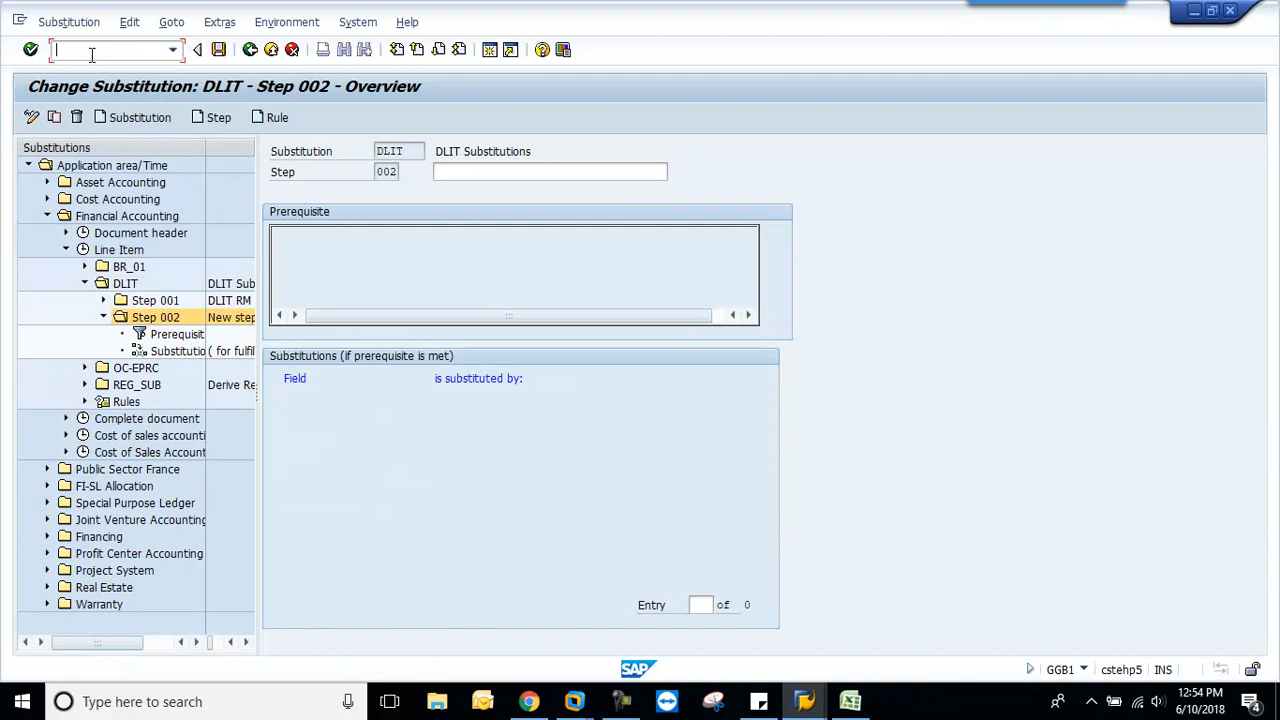 Substitution Edit Goto Extras Environment System Help
Change Substitution: DLIT - Step 002 - Overview
Substitution Step Rule
Substitutions
Application area/Time
Asset Accounting
Cost Accounting
Financial Accounting
Document header
Line Item
BR_01
DLIT DLIT Sub
Step 001 DLIT RM
Step 002 New step
Prerequisit
Substitutio ( for fulfil
OC-EPRC
REG_SUB Derive Re
Rules
Complete document
Cost of sales accounti
Cost of Sales Account
Public Sector France
FI-SL Allocation
Special Purpose Ledger
Joint Venture Accounting
Financing
Profit Center Accounting
Project System
Real Estate
Warranty
Substitution DLIT DLIT Substitutions
Step 002
Prerequisite
Substitutions (if prerequisite is met)
Field is substituted by:
Entry of 0
SAP
GGB1 cstehp5 INS
Type here to search
12:54 PM
6/10/2018
4